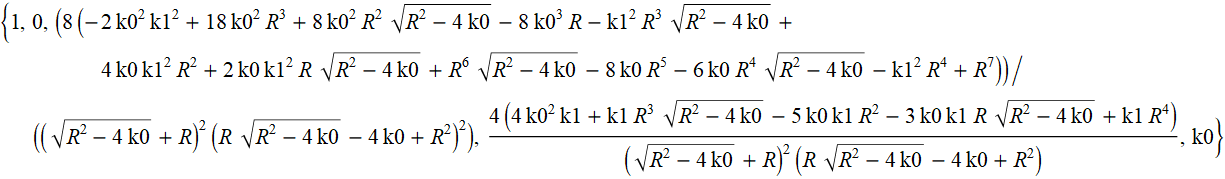 {1, 0, (8 (−2 k0² k1² + 18 k0² R³ + 8 k0² R² √(R² − 4 k0) − 8 k0³ R − k1² R³ √(R² − 4 k0) +
4 k0 k1² R² + 2 k0 k1² R √(R² − 4 k0) + R⁶ √(R² − 4 k0) − 8 k0 R⁵ − 6 k0 R⁴ √(R² − 4 k0) − k1² R⁴ + R⁷)) /
((√(R² − 4 k0) + R)² (R √(R² − 4 k0) − 4 k0 + R²)²), 4 (4 k0² k1 + k1 R³ √(R² − 4 k0) − 5 k0 k1 R² − 3 k0 k1 R √(R² − 4 k0) + k1 R⁴) / (√(R² − 4 k0) + R)² (R √(R² − 4 k0) − 4 k0 + R²), k0}